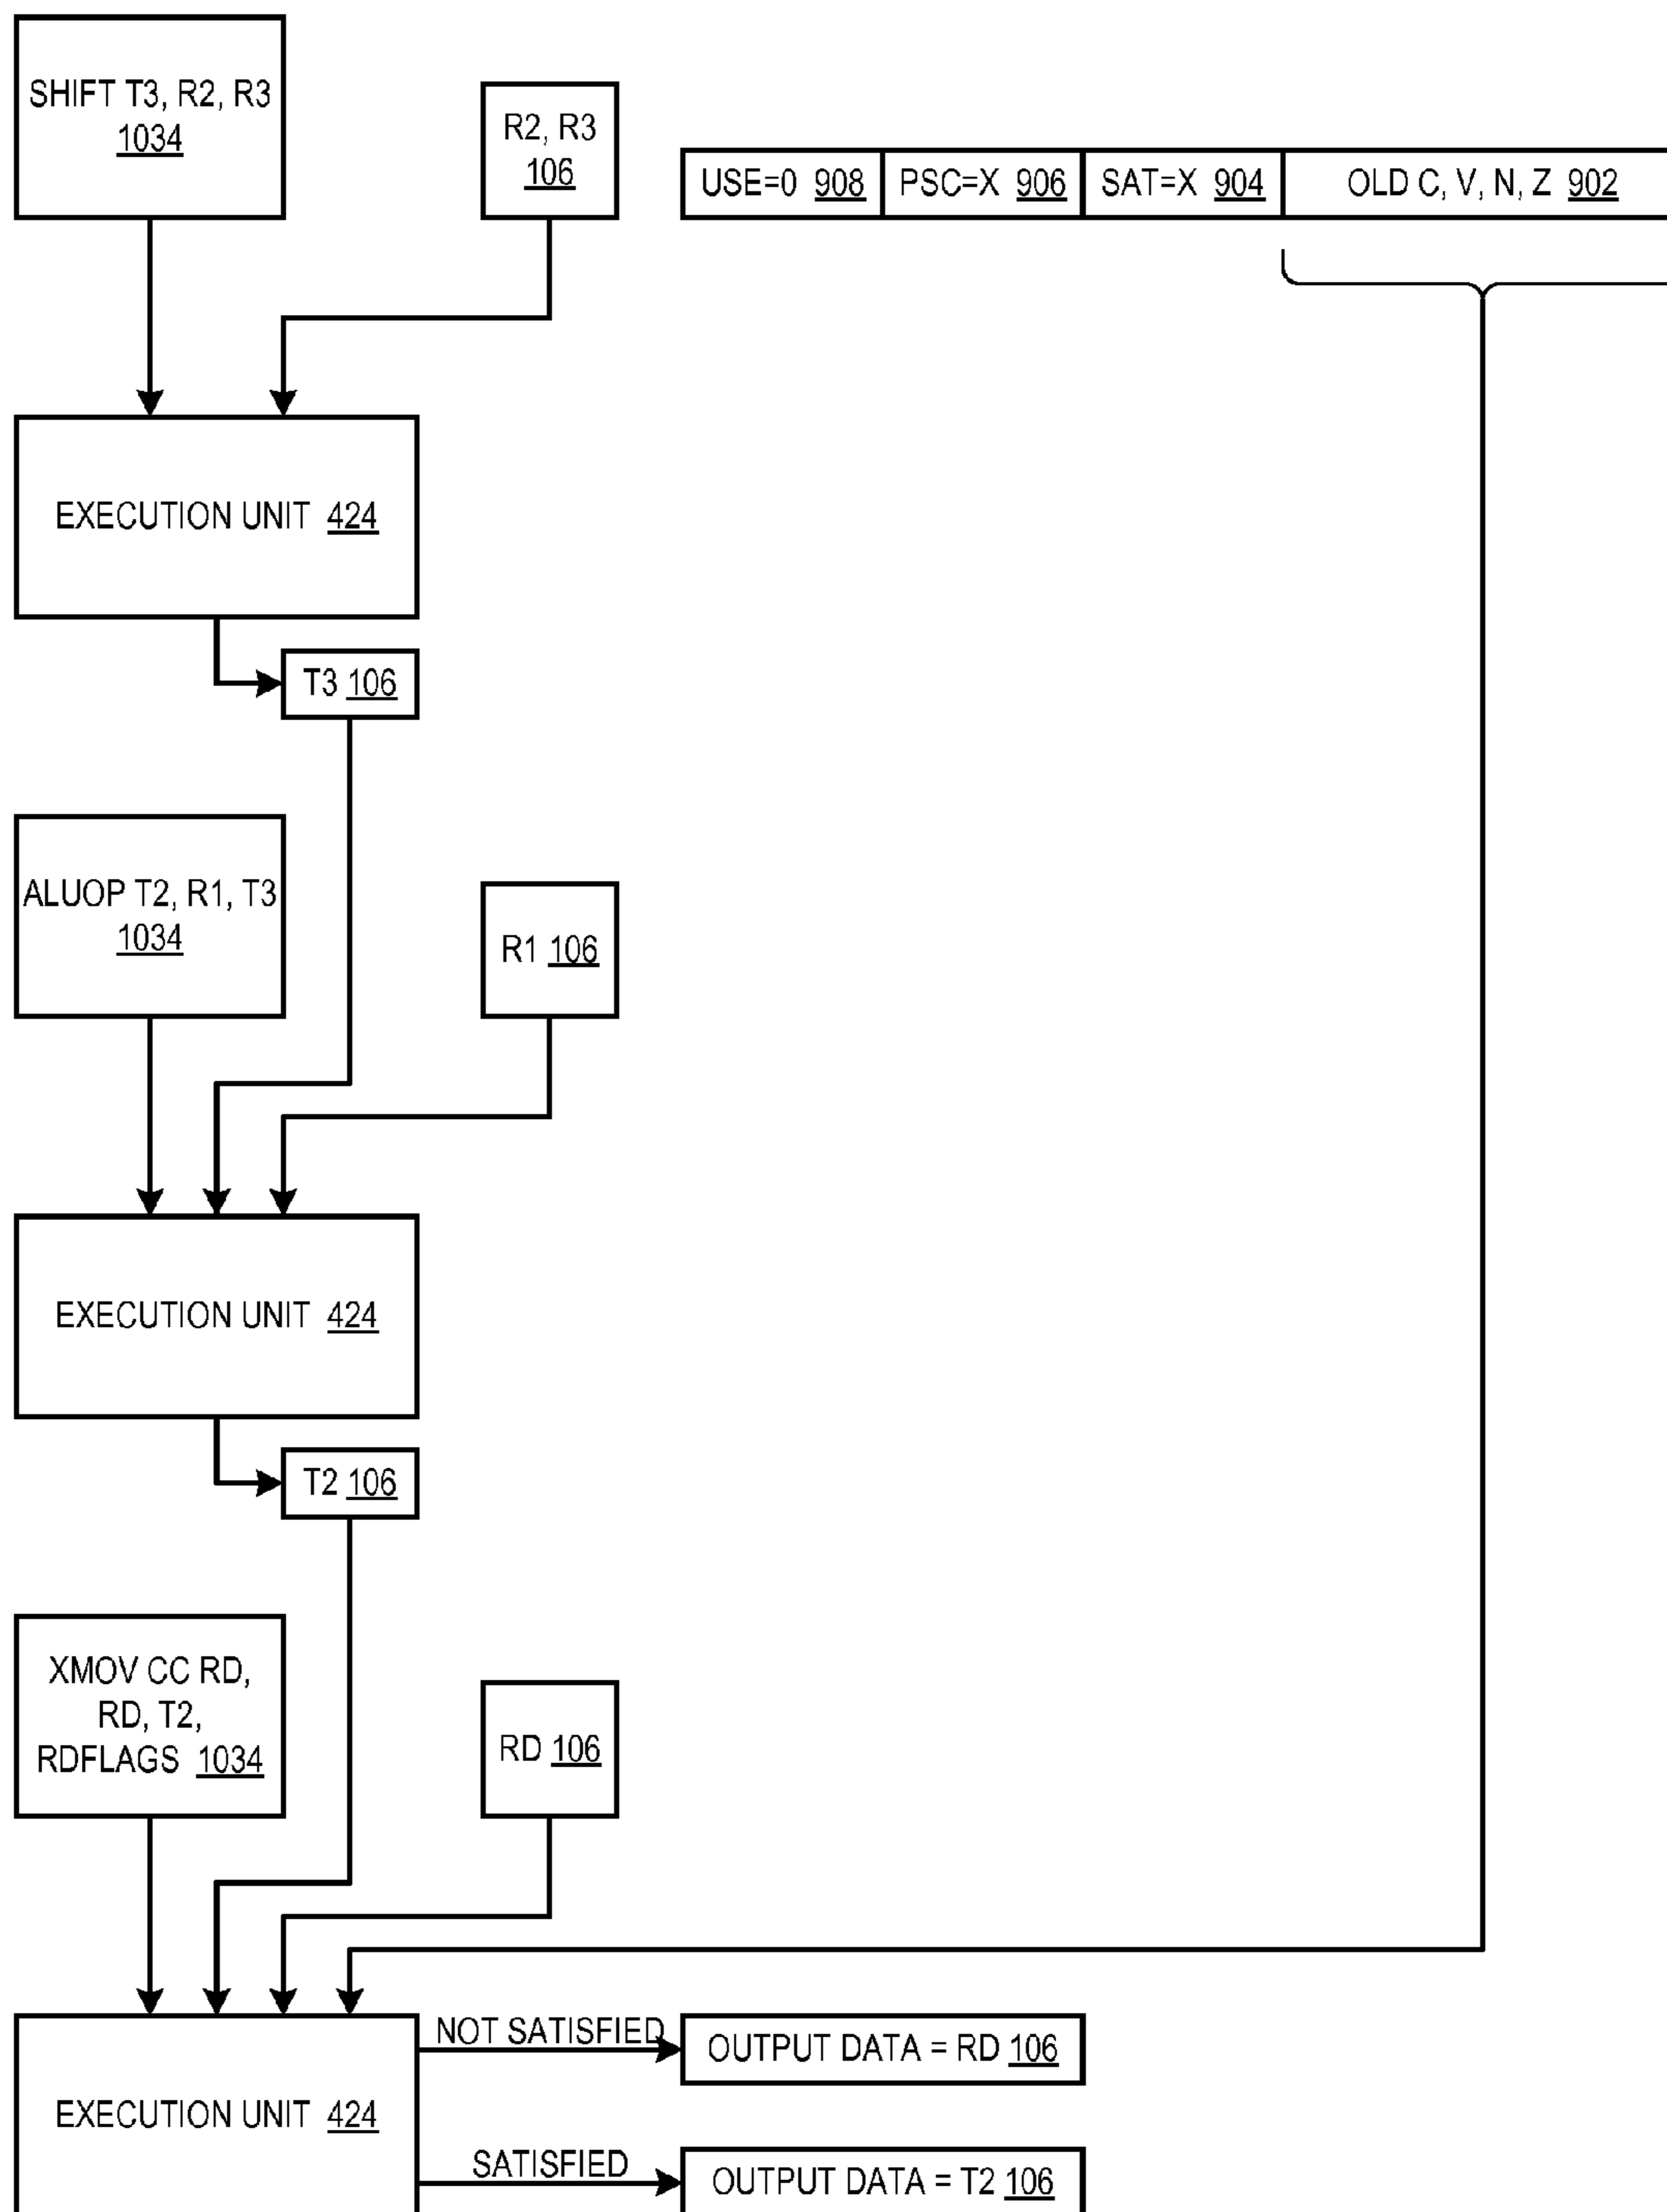 SHIFT T3, R2, R3
1034
R2, R3
106
USE=0 908
PSC=X 906
SAT=X 904
OLD C, V, N, Z 902
EXECUTION UNIT 424
T3 106
ALUOP T2, R1, T3
1034
R1 106
EXECUTION UNIT 424
T2 106
XMOV CC RD,
RD, T2,
RDFLAGS 1034
RD 106
EXECUTION UNIT 424
NOT SATISFIED
OUTPUT DATA = RD 106
SATISFIED
OUTPUT DATA = T2 106